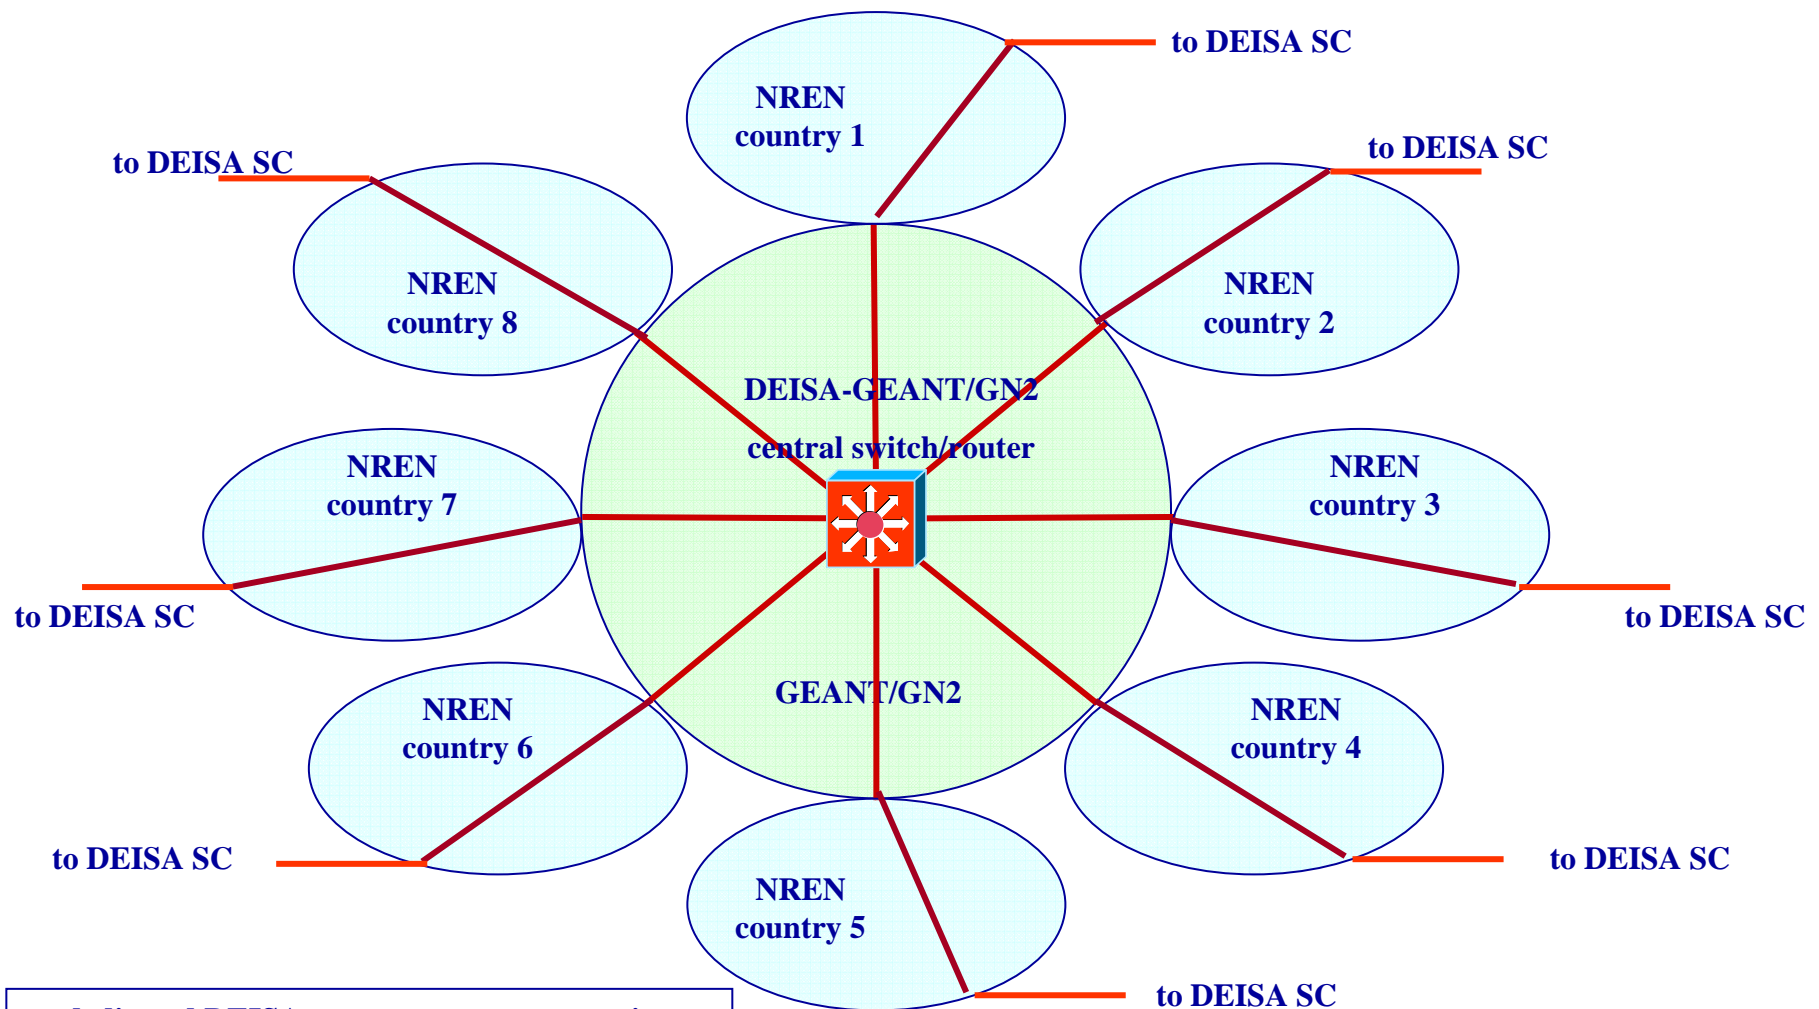 to DEISA SC
NREN
country 1
to DEISA SC
to DEISA SC
NREN
country 8
NREN
country 2
DEISA-GEANT/GN2
central switch/router
NREN
country 7
NREN
country 3
to DEISA SC
to DEISA SC
GEANT/GN2
NREN
country 6
NREN
country 4
to DEISA SC
to DEISA SC
NREN
country 5
to DEISA SC